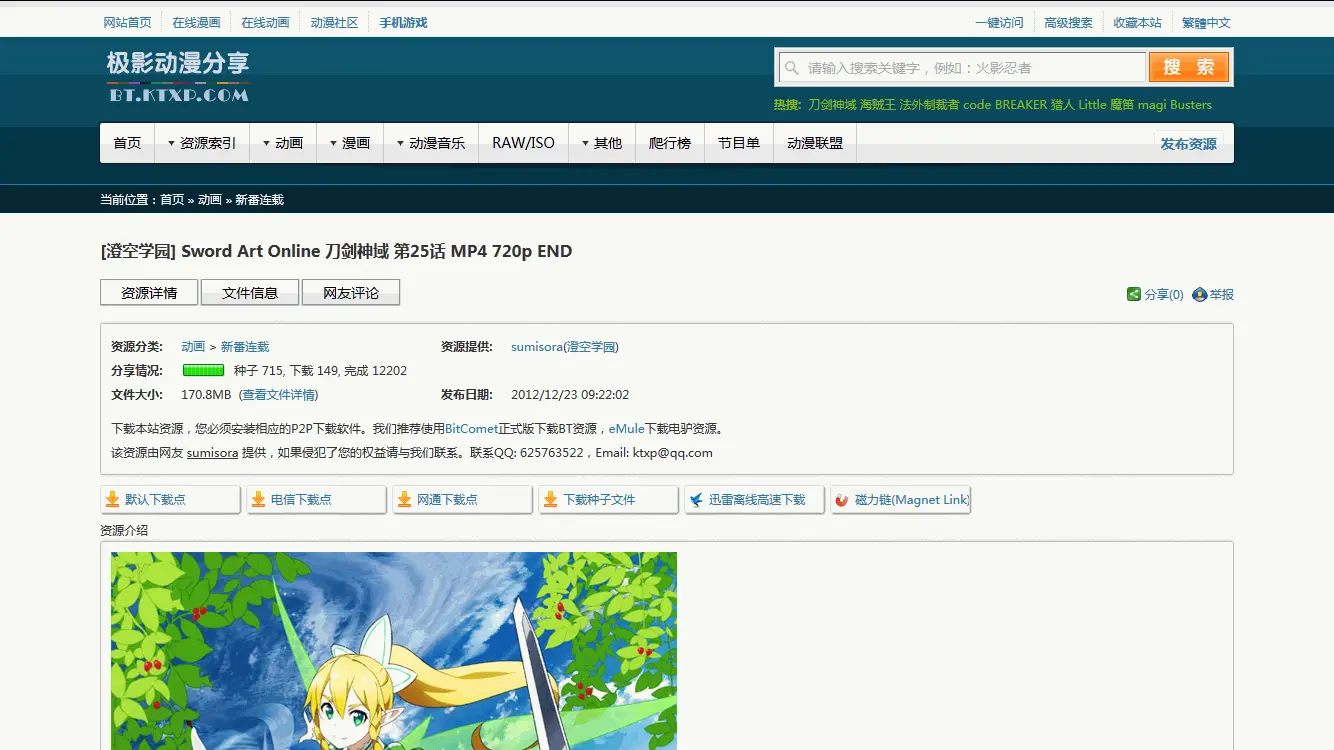 网站首页 在线漫画 在线动画 动漫社区 手机游戏 一键访问 高级搜索 收藏本站 繁體中文
极影动漫分享
BT.KTXP.COM
请输入搜索关键字，例如：火影忍者 搜 索
热搜: 刀剑神域 海贼王 法外制裁者 code BREAKER 猎人 Little 魔笛 magi Busters
首页 资源索引 动画 漫画 动漫音乐 RAW/ISO 其他 爬行榜 节目单 动漫联盟 发布资源
当前位置：首页 » 动画 » 新番连载
[澄空学园] Sword Art Online 刀剑神域 第25话 MP4 720p END
资源详情 文件信息 网友评论 分享(0) 举报
资源分类: 动画 > 新番连载 资源提供: sumisora(澄空学园)
分享情况: 种子 715, 下载 149, 完成 12202
文件大小: 170.8MB (查看文件详情) 发布日期: 2012/12/23 09:22:02
下载本站资源，您必须安装相应的P2P下载软件。我们推荐使用BitComet正式版下载BT资源，eMule下载电驴资源。
该资源由网友 sumisora 提供，如果侵犯了您的权益请与我们联系。联系QQ: 625763522，Email: ktxp@qq.com
默认下载点 电信下载点 网通下载点 下载种子文件 迅雷离线高速下载 磁力链(Magnet Link)
资源介绍